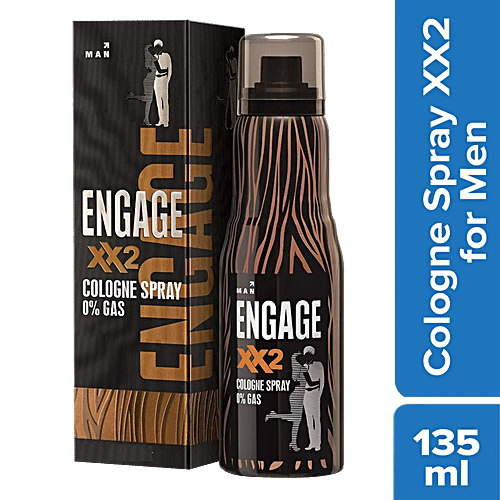 MAN
ENGAGE
XX2
COLOGNE SPRAY
0% GAS
ENGAGE
MAN
ENGAGE
XX2
COLOGNE SPRAY
0% GAS
Cologne Spray XX2
for Men
135
ml